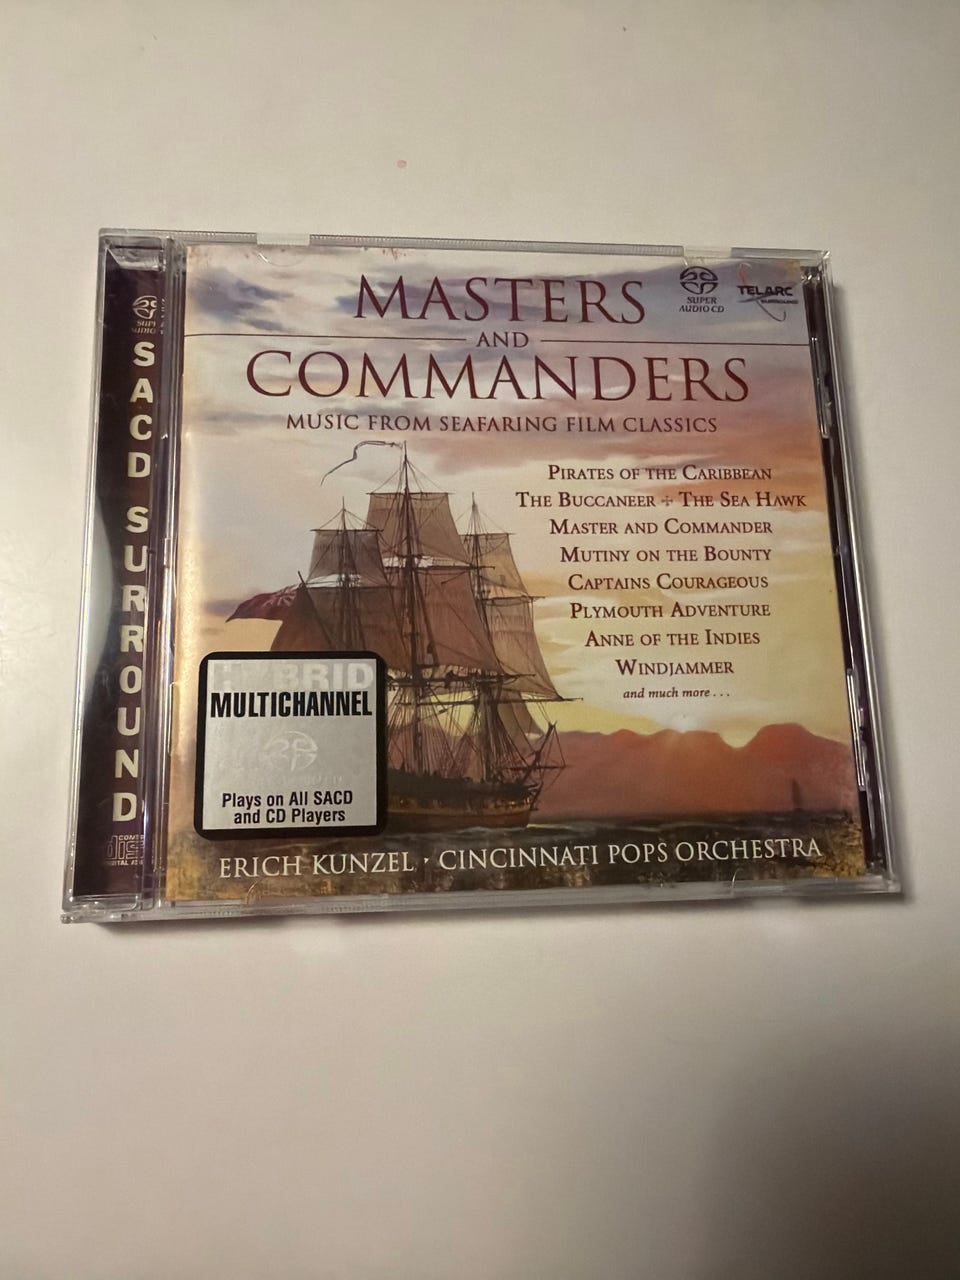 MASTERS
AND
COMMANDERS
MUSIC FROM SEAFARING FILM CLASSICS
SUPER
AUDIO CD
TELARC
SURROUND
PIRATES OF THE CARIBBEAN
THE BUCCANEER + THE SEA HAWK
MASTER AND COMMANDER
MUTINY ON THE BOUNTY
CAPTAINS COURAGEOUS
PLYMOUTH ADVENTURE
ANNE OF THE INDIES
WINDJAMMER
and much more . . .
HYBRID
MULTICHANNEL
Plays on All SACD
and CD Players
ERICH KUNZEL · CINCINNATI POPS ORCHESTRA
SACD SURROUND